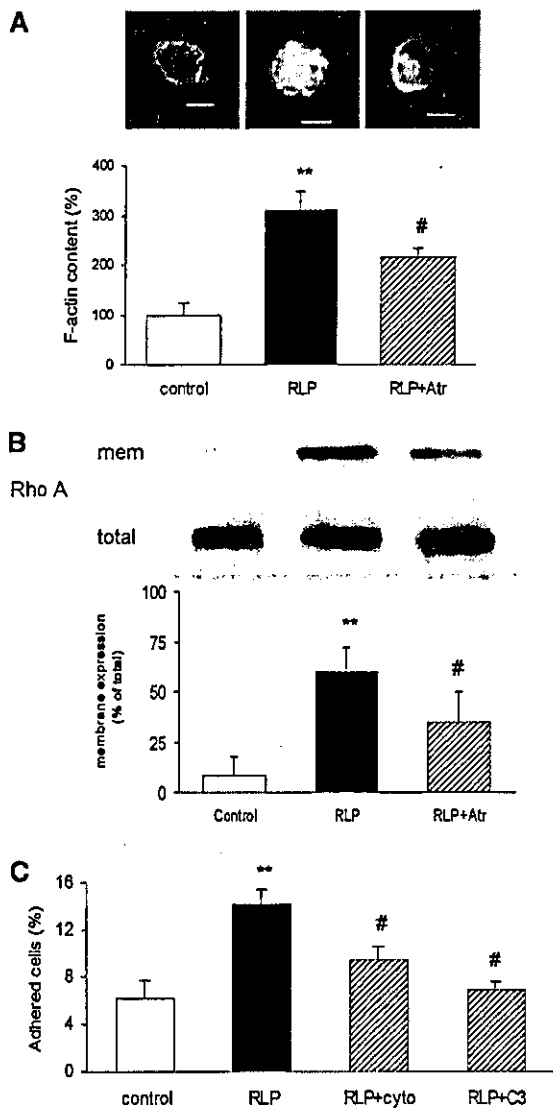 A
F-actin content (%)
400
**
300
#
200
100
0
control RLP RLP+Atr
B
mem
Rho A
total
membrane expression
(% of total)
100
**
75
#
50
25
0
Control RLP RLP+Atr
C
Adhered cells (%)
16
**
12
#
#
8
4
0
control RLP RLP+cyto RLP+C3